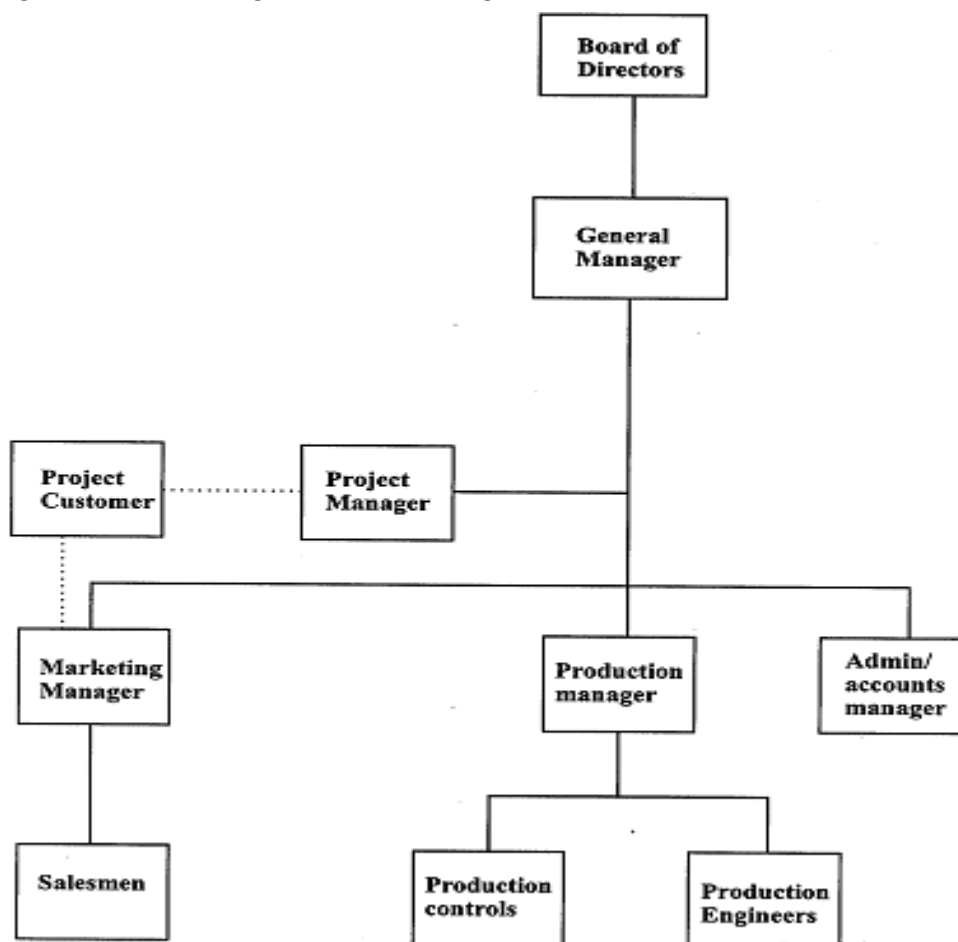 Board of
Directors
General
Manager
Project
Customer
Project
Manager
Marketing
Manager
Production
manager
Admin/
accounts
manager
Salesmen
Production
controls
Production
Engineers